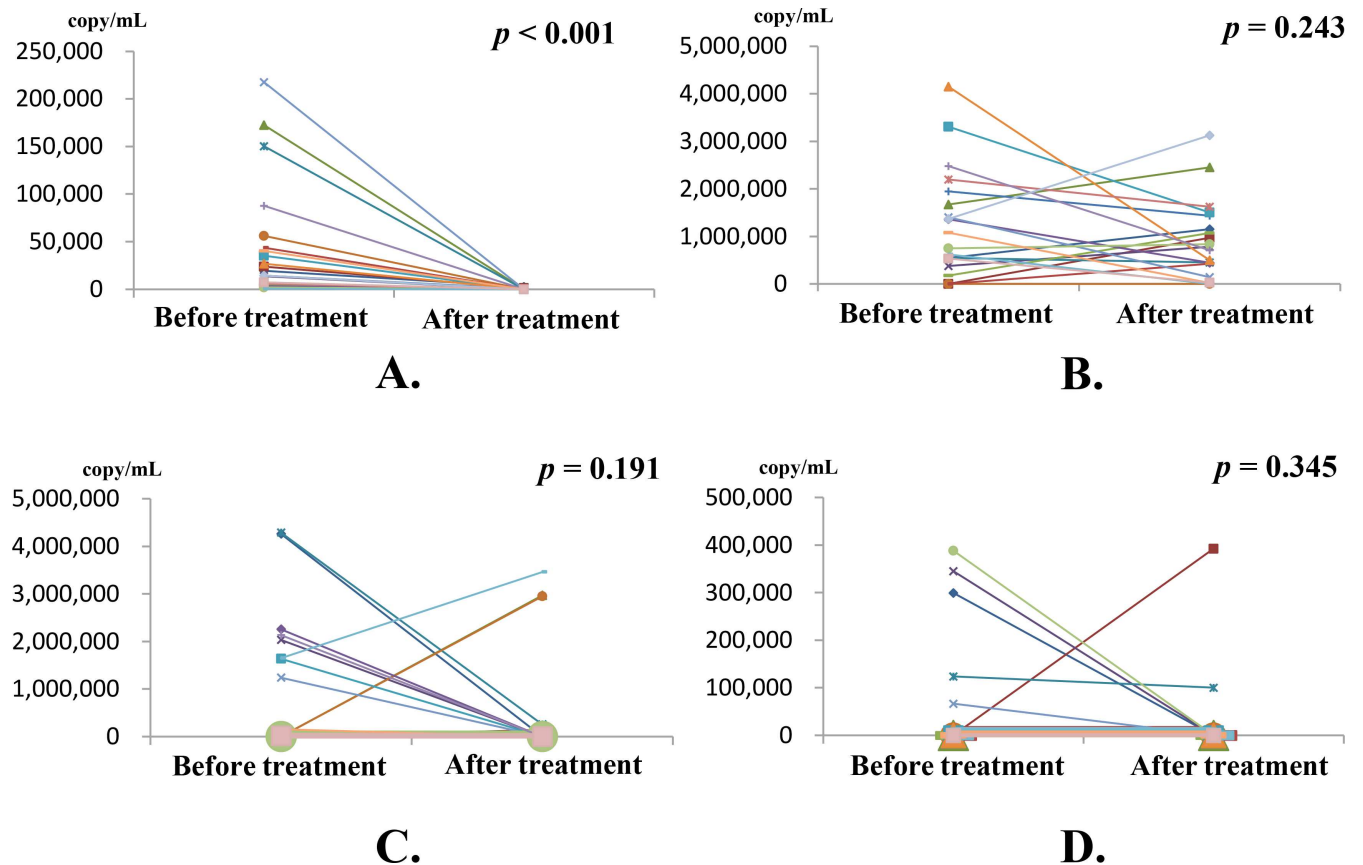 copy/mL
p < 0.001
250,000
200,000
150,000
100,000
50,000
0
Before treatment After treatment
A.
copy/mL
p = 0.243
5,000,000
4,000,000
3,000,000
2,000,000
1,000,000
0
Before treatment After treatment
B.
copy/mL
p = 0.191
5,000,000
4,000,000
3,000,000
2,000,000
1,000,000
0
Before treatment After treatment
C.
copy/mL
p = 0.345
500,000
400,000
300,000
200,000
100,000
0
Before treatment After treatment
D.